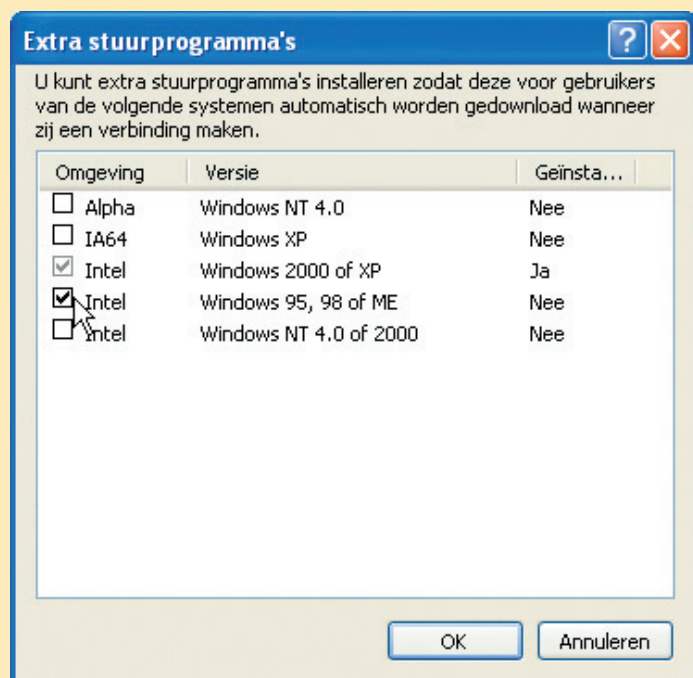 Extra stuurprogramma's
U kunt extra stuurprogramma's installeren zodat deze voor gebruikers
van de volgende systemen automatisch worden gedownload wanneer
zij een verbinding maken.
Omgeving Versie Geïnsta...
Alpha Windows NT 4.0 Nee
IA64 Windows XP Nee
Intel Windows 2000 of XP Ja
Intel Windows 95, 98 of ME Nee
Intel Windows NT 4.0 of 2000 Nee
OK Annuleren